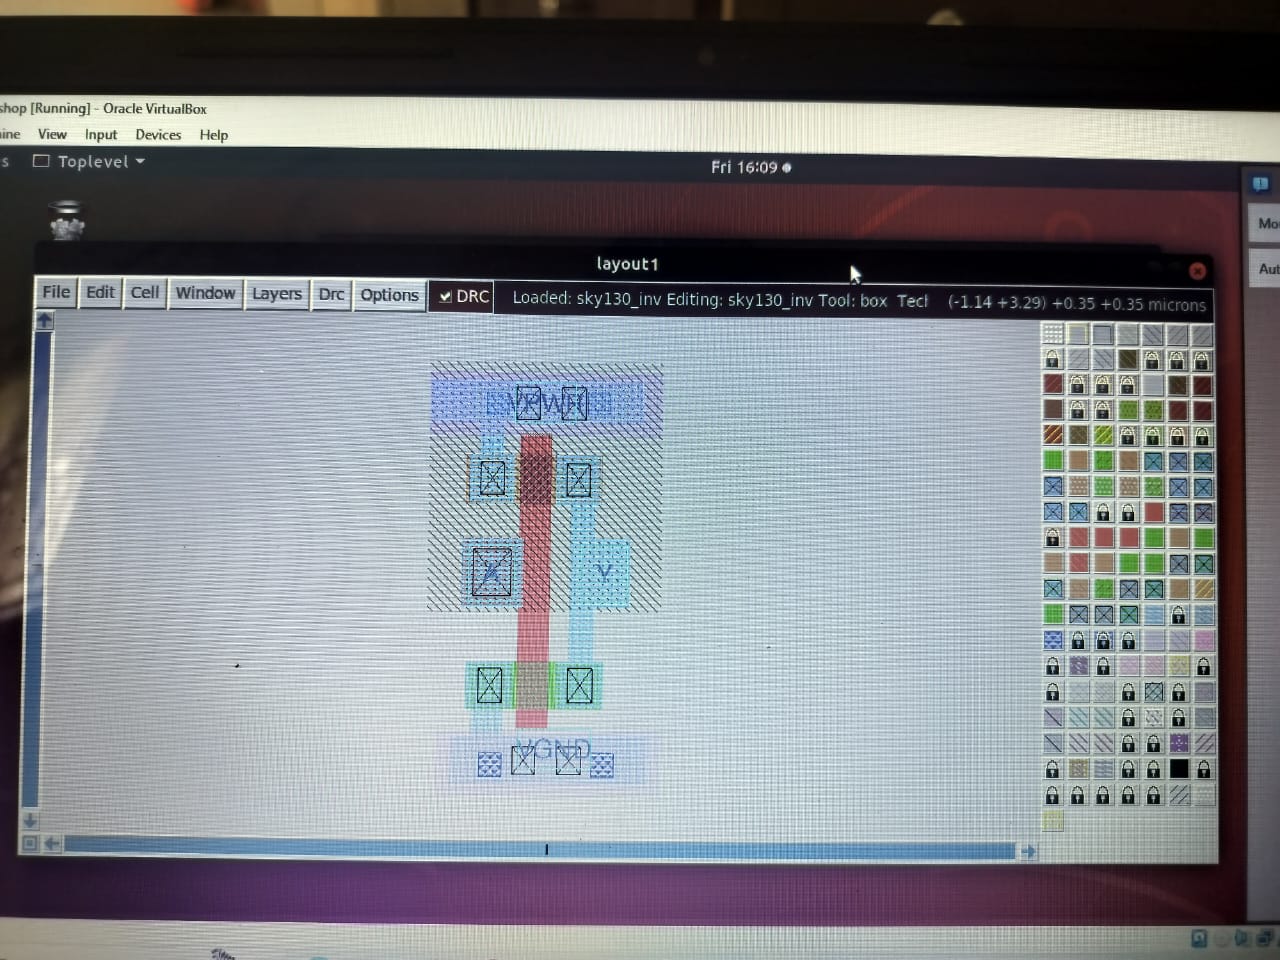 shop [Running] - Oracle VirtualBox
ine View Input Devices Help
s Toplevel
Fri 16:09
layout1
File Edit Cell Window Layers Drc Options DRC Loaded: sky130_inv Editing: sky130_inv Tool: box Tecl (-1.14 +3.29) +0.35 +0.35 microns
Mo
Aut
VPWR
A
Y
VGND